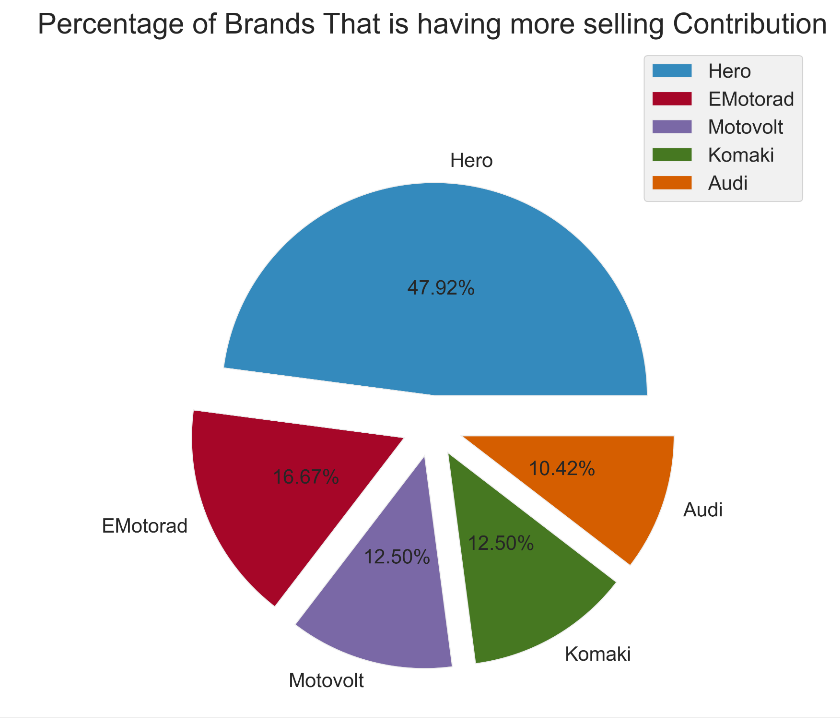 Percentage of Brands That is having more selling Contribution
Hero
EMotorad
Motovolt
Komaki
Audi
Hero
47.92%
16.67%
10.42%
EMotorad
Audi
12.50%
12.50%
Motovolt
Komaki